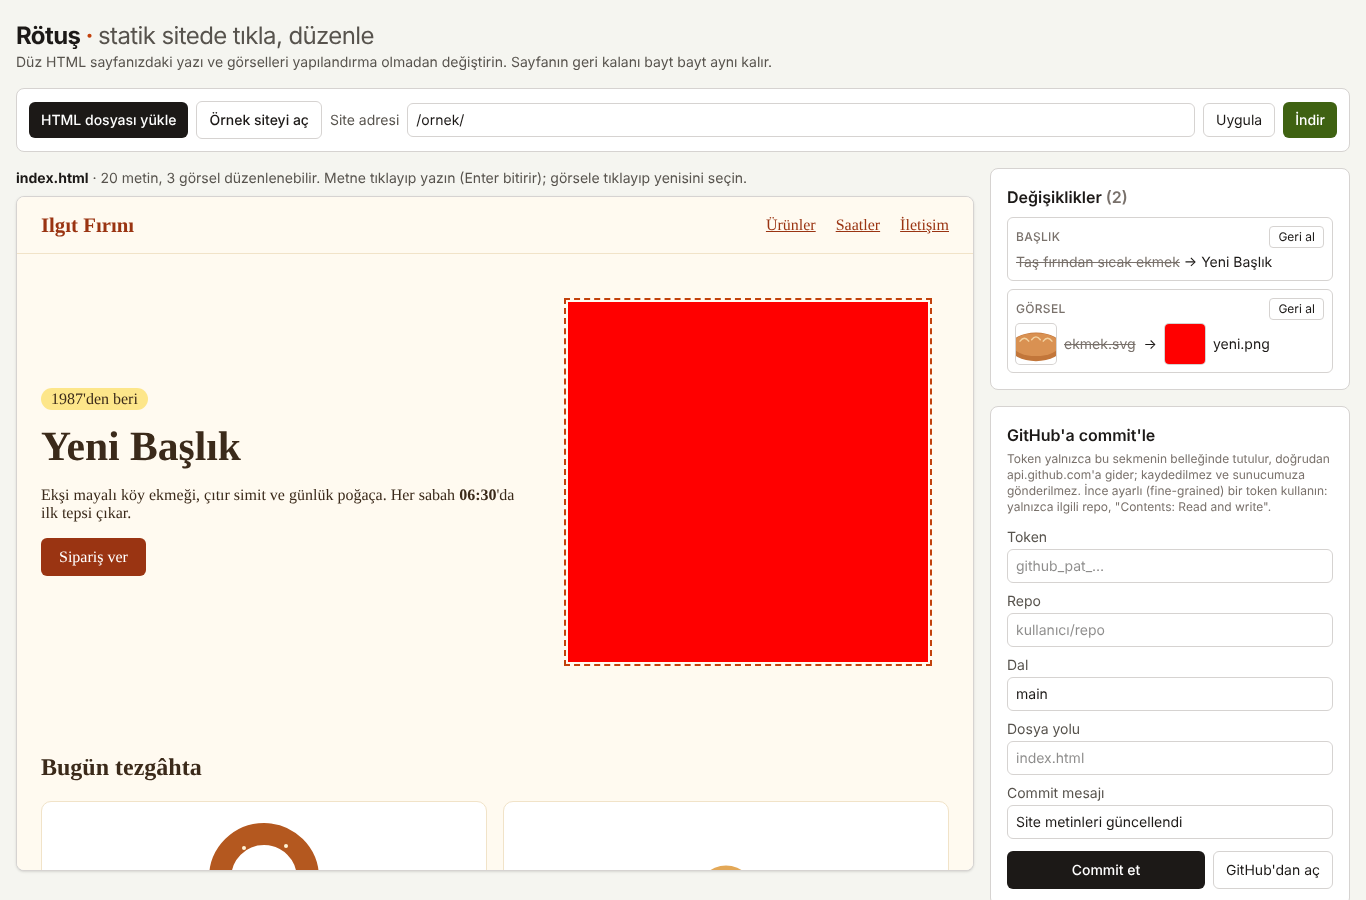 Rötuş · statik sitede tıkla, düzenle
Düz HTML sayfanızdaki yazı ve görselleri yapılandırma olmadan değiştirin. Sayfanın geri kalanı bayt bayt aynı kalır.
HTML dosyası yükle
Örnek siteyi aç
Site adresi
/ornek/
Uygula
İndir
index.html · 20 metin, 3 görsel düzenlenebilir. Metne tıklayıp yazın (Enter bitirir); görsele tıklayıp yenisini seçin.
Ilgıt Fırını
Ürünler
Saatler
İletişim
1987'den beri
Yeni Başlık
Ekşi mayalı köy ekmeği, çıtır simit ve günlük poğaça. Her sabah 06:30'da
ilk tepsi çıkar.
Sipariş ver
Bugün tezgâhta
Değişiklikler (2)
BAŞLIK
Geri al
Taş fırından sıcak ekmek → Yeni Başlık
GÖRSEL
Geri al
ekmek.svg → yeni.png
GitHub'a commit'le
Token yalnızca bu sekmenin belleğinde tutulur, doğrudan
api.github.com'a gider; kaydedilmez ve sunucumuza
gönderilmez. İnce ayarlı (fine-grained) bir token kullanın:
yalnızca ilgili repo, "Contents: Read and write".
Token
github_pat_...
Repo
kullanıcı/repo
Dal
main
Dosya yolu
index.html
Commit mesajı
Site metinleri güncellendi
Commit et
GitHub'dan aç